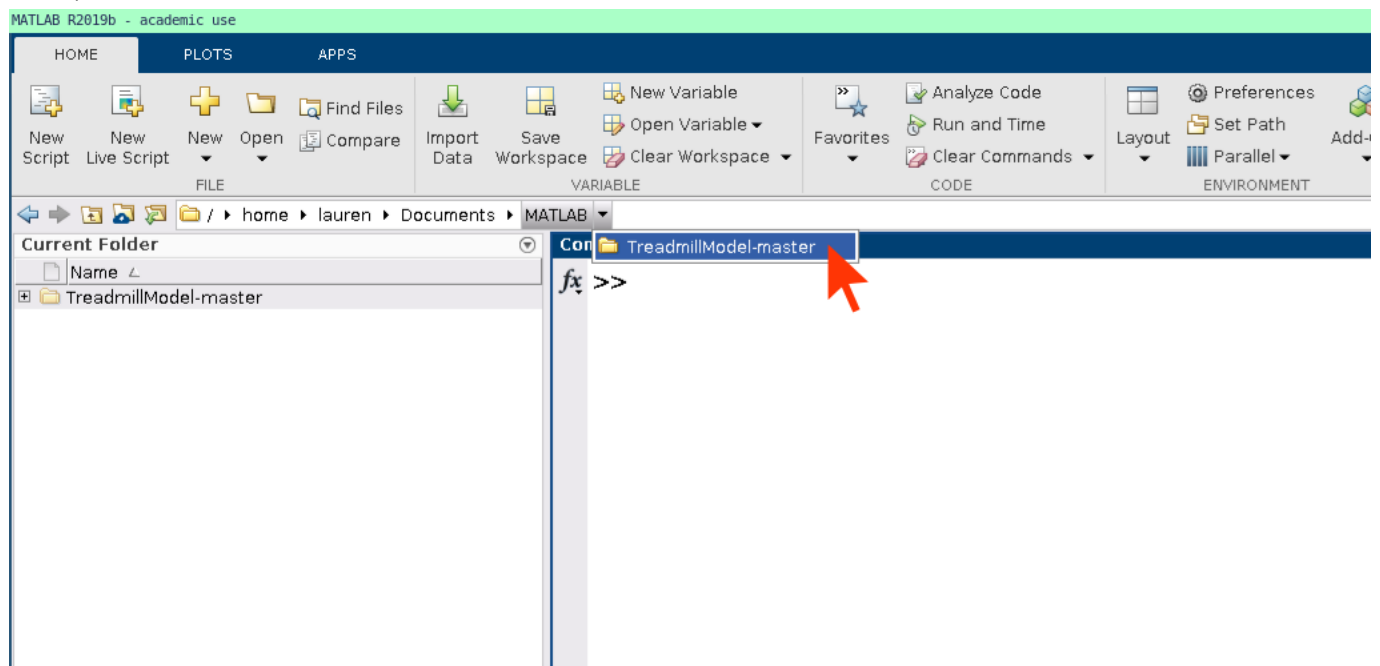 MATLAB R2019b - academic use
HOME PLOTS APPS
New Script
New Live Script
New
Open
Find Files
Compare
Import Data
Save Workspace
New Variable
Open Variable
Clear Workspace
Favorites
Analyze Code
Run and Time
Clear Commands
Layout
Preferences
Set Path
Parallel
FILE VARIABLE CODE ENVIRONMENT
/ home lauren Documents MATLAB
Current Folder
TreadmillModel-master
Name
TreadmillModel-master
fx >>